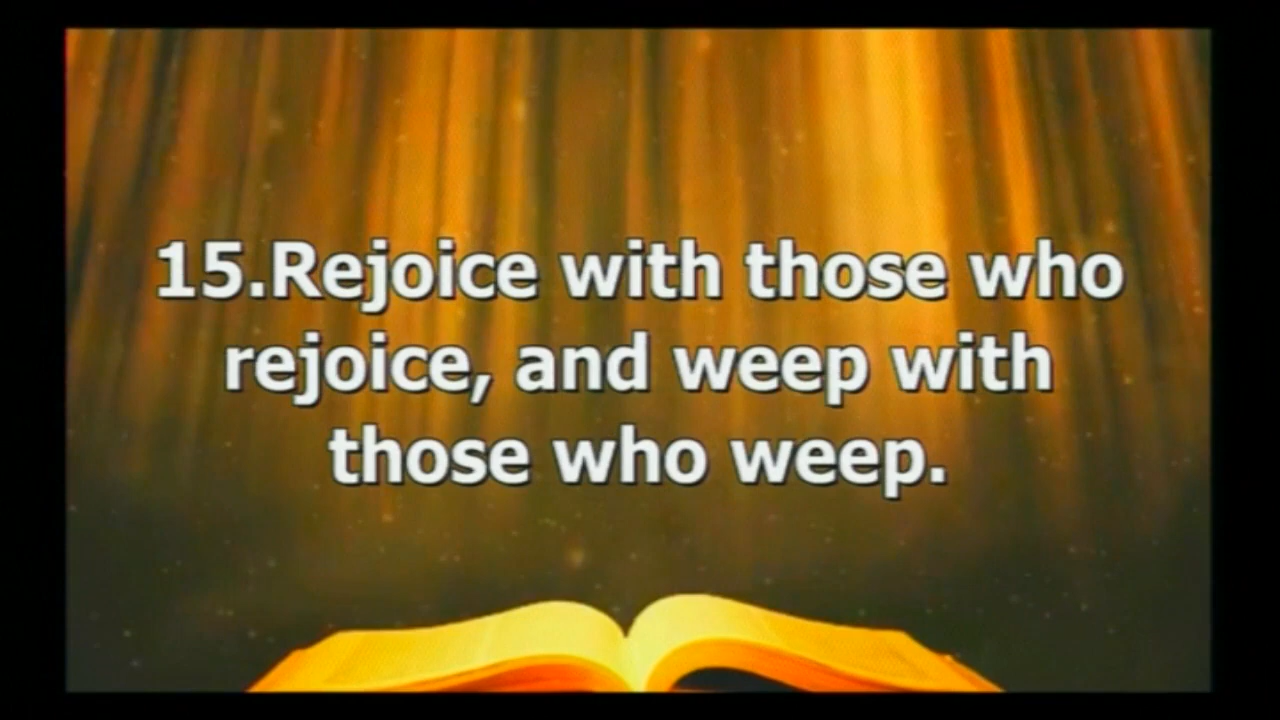 15.Rejoice with those who
rejoice, and weep with
those who weep.